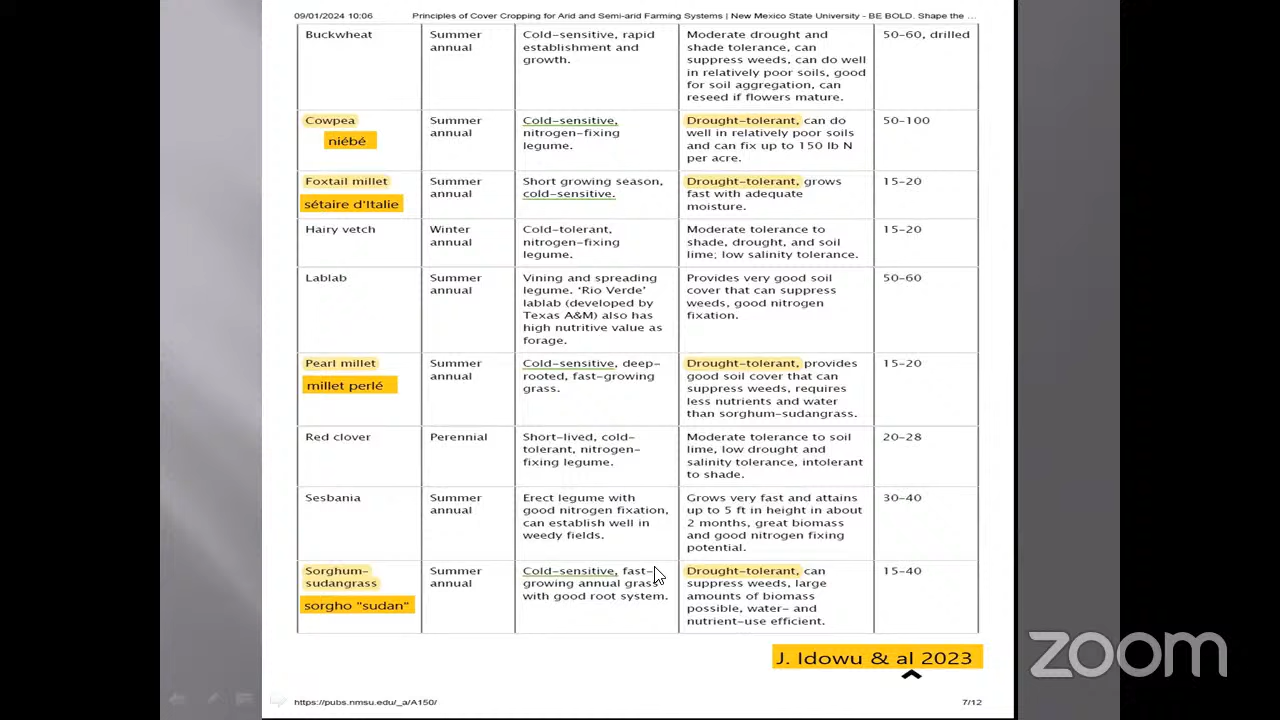 09/01/2024 10:06 Principles of Cover Cropping for Arid and Semi-arid Farming Systems | New Mexico State University - BE BOLD. Shape the …
Buckwheat
Summer
annual
Cold-sensitive, rapid
establishment and
growth.
Moderate drought and
shade tolerance, can
suppress weeds, can do well
in relatively poor soils, good
for soil aggregation, can
reseed if flowers mature.
50-60, drilled
Cowpea
niébé
Summer
annual
Cold-sensitive,
nitrogen-fixing
legume.
Drought-tolerant, can do
well in relatively poor soils
and can fix up to 150 lb N
per acre.
50-100
Foxtail millet
sétaire d'Italie
Summer
annual
Short growing season,
cold-sensitive.
Drought-tolerant, grows
fast with adequate
moisture.
15-20
Hairy vetch
Winter
annual
Cold-tolerant,
nitrogen-fixing
legume.
Moderate tolerance to
shade, drought, and soil
lime; low salinity tolerance.
15-20
Lablab
Summer
annual
Vining and spreading
legume. 'Rio Verde'
lablab (developed by
Texas A&M) also has
high nutritive value as
forage.
Provides very good soil
cover that can suppress
weeds, good nitrogen
fixation.
50-60
Pearl millet
millet perlé
Summer
annual
Cold-sensitive, deep-
rooted, fast-growing
grass.
Drought-tolerant, provides
good soil cover that can
suppress weeds, requires
less nutrients and water
than sorghum-sudangrass.
15-20
Red clover
Perennial
Short-lived, cold-
tolerant, nitrogen-
fixing legume.
Moderate tolerance to soil
lime, low drought and
salinity tolerance, intolerant
to shade.
20-28
Sesbania
Summer
annual
Erect legume with
good nitrogen fixation,
can establish well in
weedy fields.
Grows very fast and attains
up to 5 ft in height in about
2 months, great biomass
and good nitrogen fixing
potential.
30-40
Sorghum-
sudangrass
sorgho "sudan"
Summer
annual
Cold-sensitive, fast-
growing annual grass
with good root system.
Drought-tolerant, can
suppress weeds, large
amounts of biomass
possible, water- and
nutrient-use efficient.
15-40
J. Idowu & al 2023
zoom
https://pubs.nmsu.edu/_a/A150/ 7/12